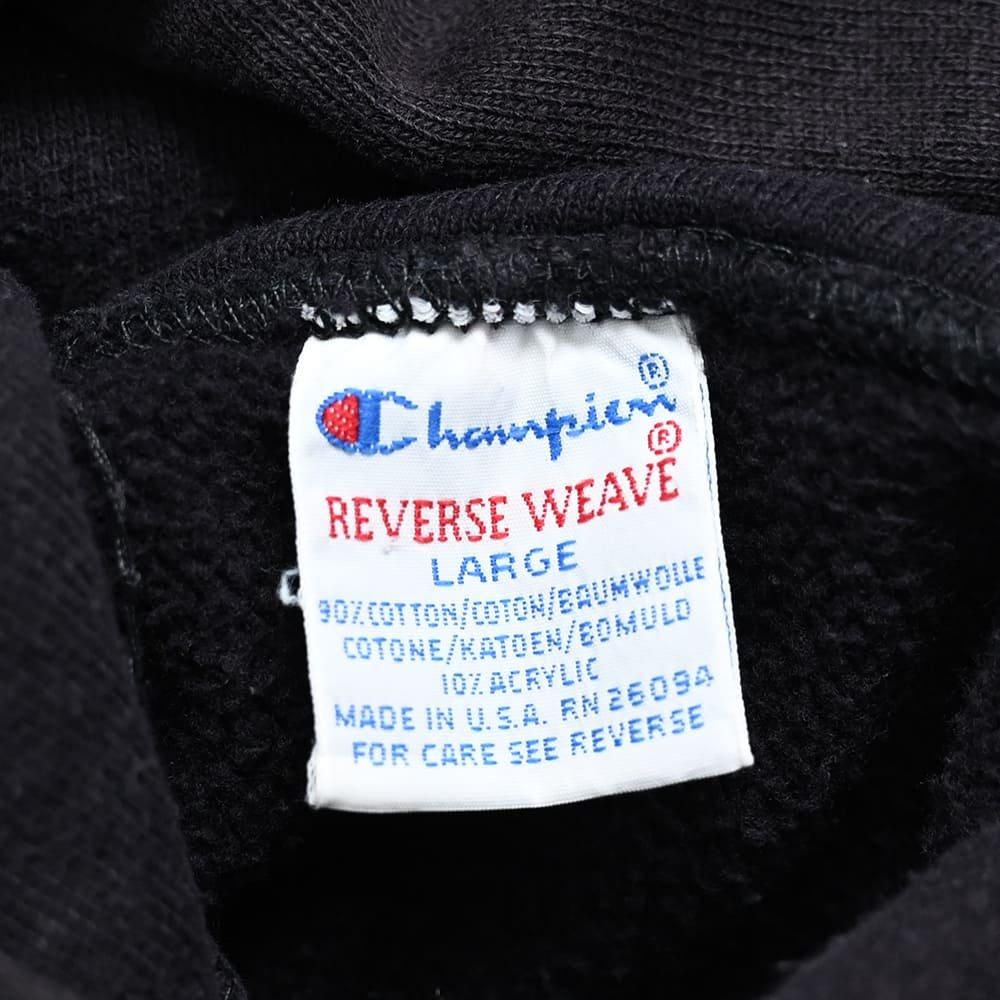 Champion®
REVERSE WEAVE®
LARGE
90% COTTON/COTON/BAUMWOLLE
COTONE/KATOEN/BOMULD
10% ACRYLIC
MADE IN U.S.A. RN 26094
FOR CARE SEE REVERSE